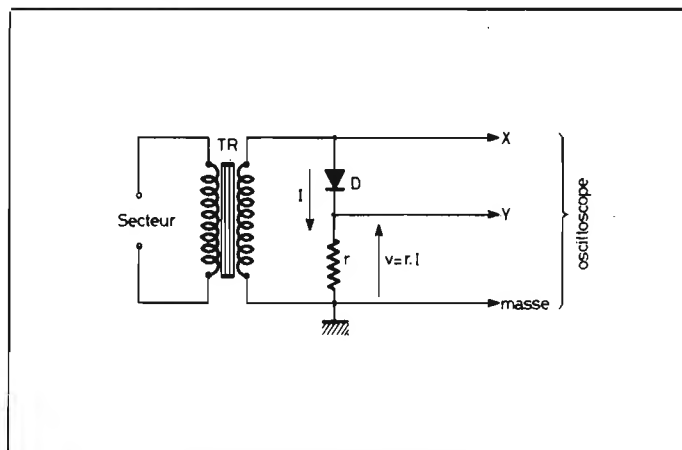 TR
X
I
D
Secteur
Y
r
v=r.I
masse
oscilloscope